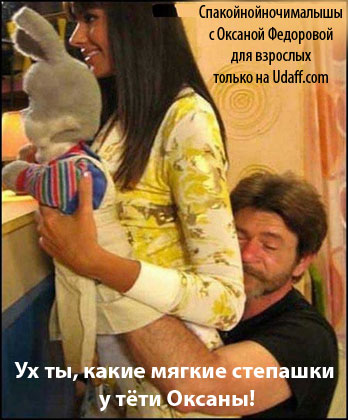 Спакойнойночималышы
с Оксаной Федоровой
для взрослых
только на Udaff.com
Ух ты, какие мягкие степашки
у тёти Оксаны!